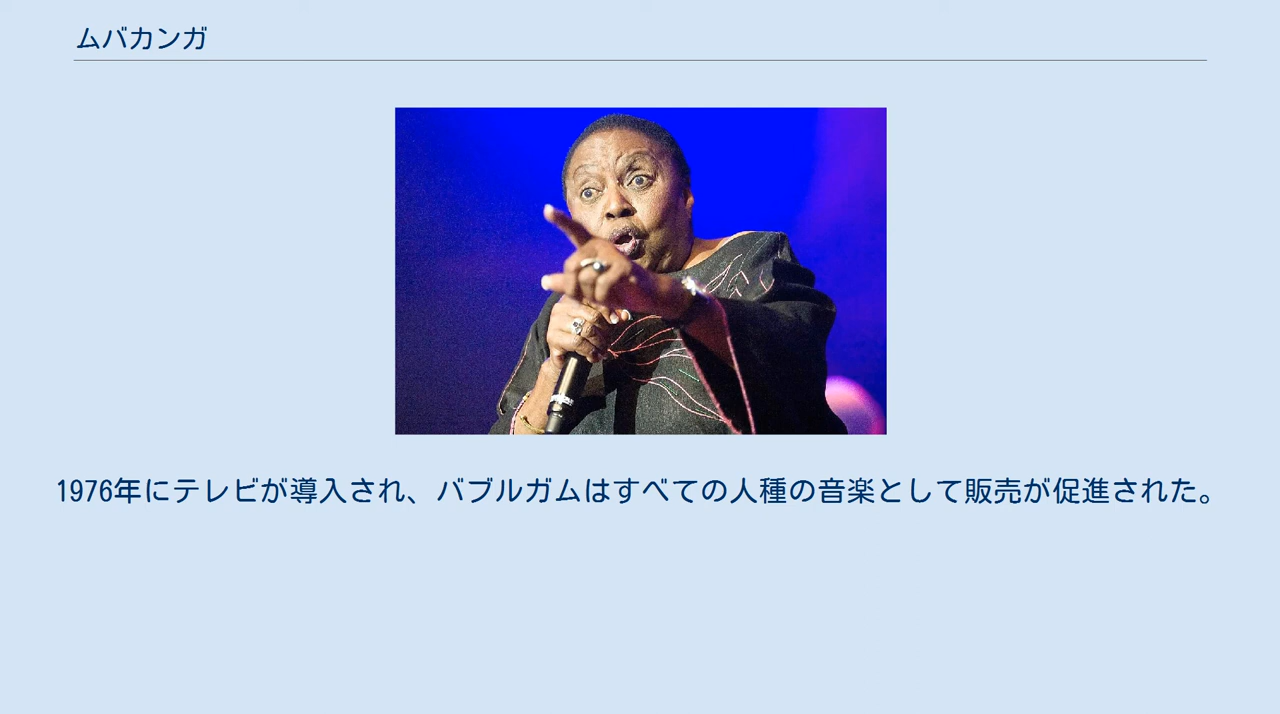 ムバカンガ
1976年にテレビが導入され、バブルガムはすべての人種の音楽として販売が促進された。